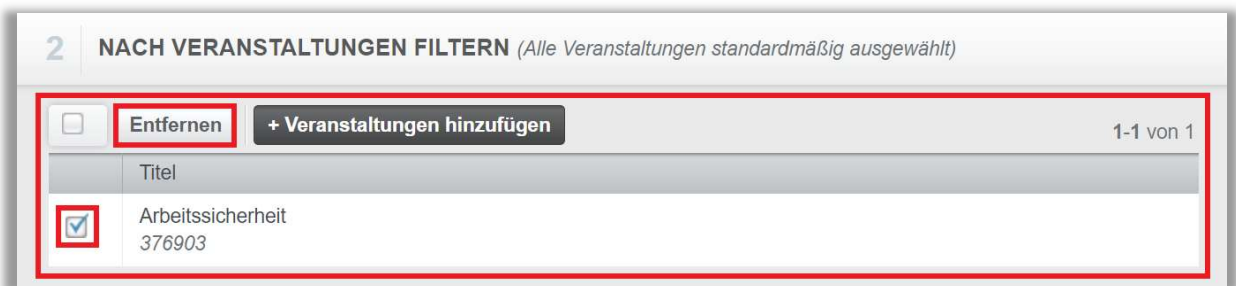 2 NACH VERANSTALTUNGEN FILTERN (Alle Veranstaltungen standardmäßig ausgewählt)
Entfernen + Veranstaltungen hinzufügen 1-1 von 1
Titel
Arbeitssicherheit
376903